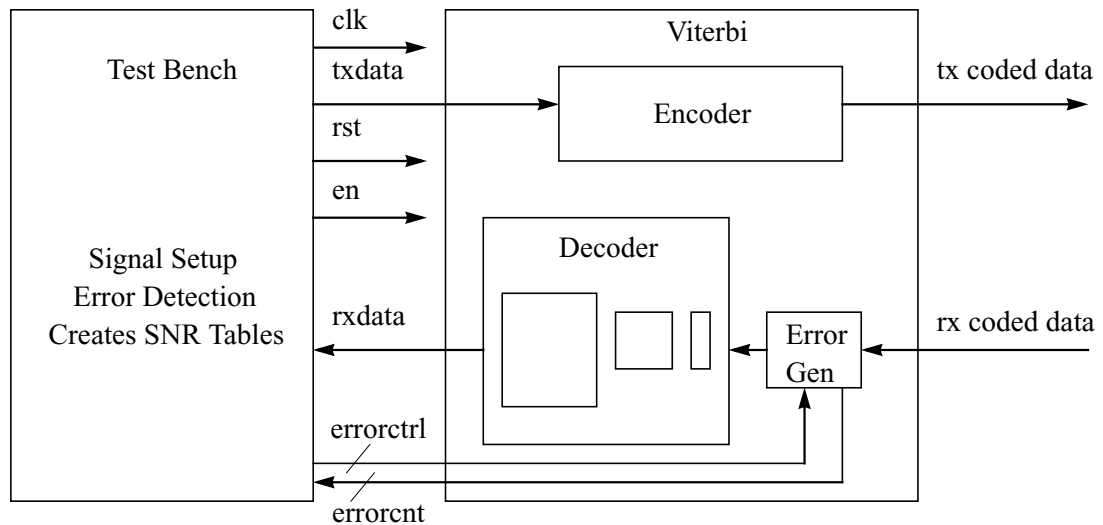 Test Bench
Signal Setup
Error Detection
Creates SNR Tables
clk
txdata
rst
en
rxdata
errorctrl
errorcnt
Viterbi
Encoder
tx coded data
Decoder
Error
Gen
rx coded data